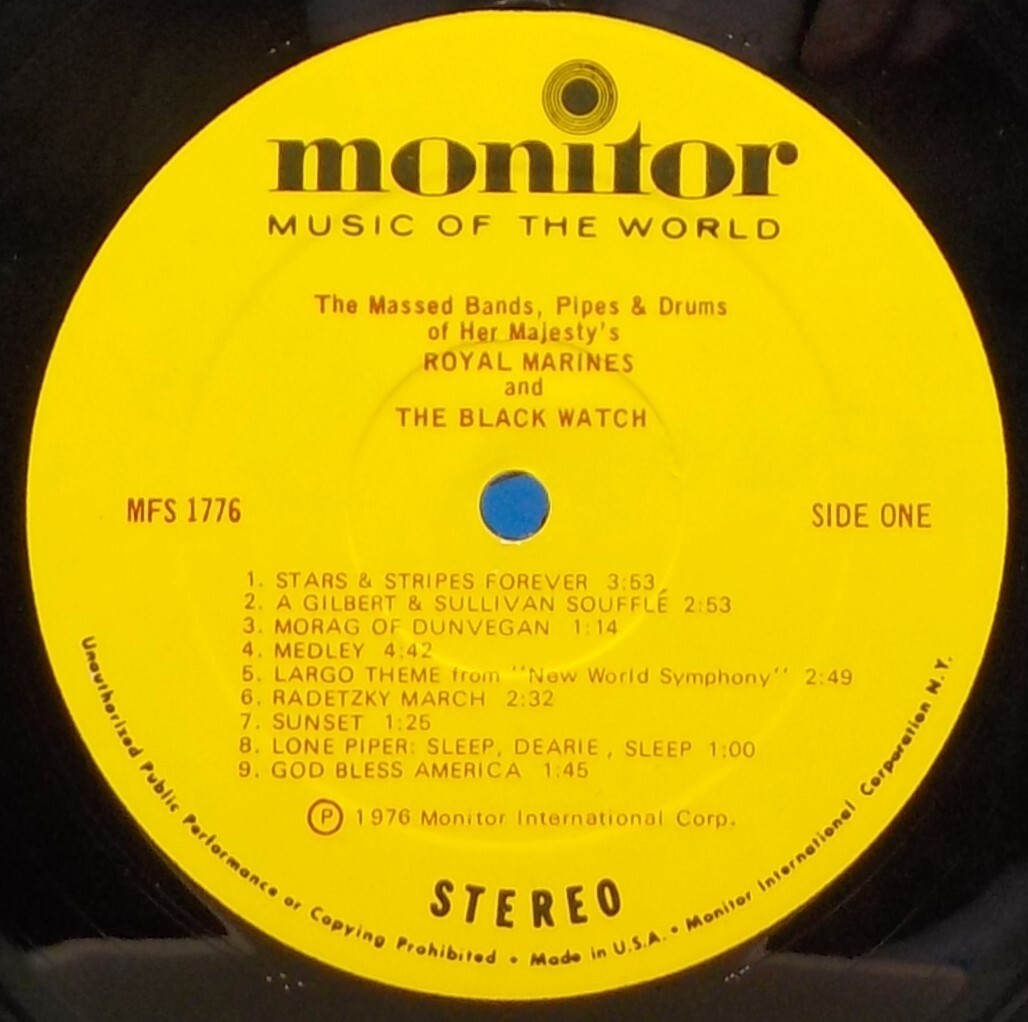 monitor
MUSIC OF THE WORLD
The Massed Bands, Pipes & Drums
of Her Majesty's
ROYAL MARINES
and
THE BLACK WATCH
MFS 1776
SIDE ONE
1. STARS & STRIPES FOREVER 3:53
2. A GILBERT & SULLIVAN SOUFFLÉ 2:53
3. MORAG OF DUNVEGAN 1:14
4. MEDLEY 4:42
5. LARGO THEME from "New World Symphony" 2:49
6. RADETZKY MARCH 2:32
7. SUNSET 1:25
8. LONE PIPER: SLEEP, DEARIE, SLEEP 1:00
9. GOD BLESS AMERICA 1:45
Ⓟ 1976 Monitor International Corp.
STEREO
Unauthorized Public Performance or Copying Prohibited • Made in U.S.A. • Monitor International Corporation N.Y.